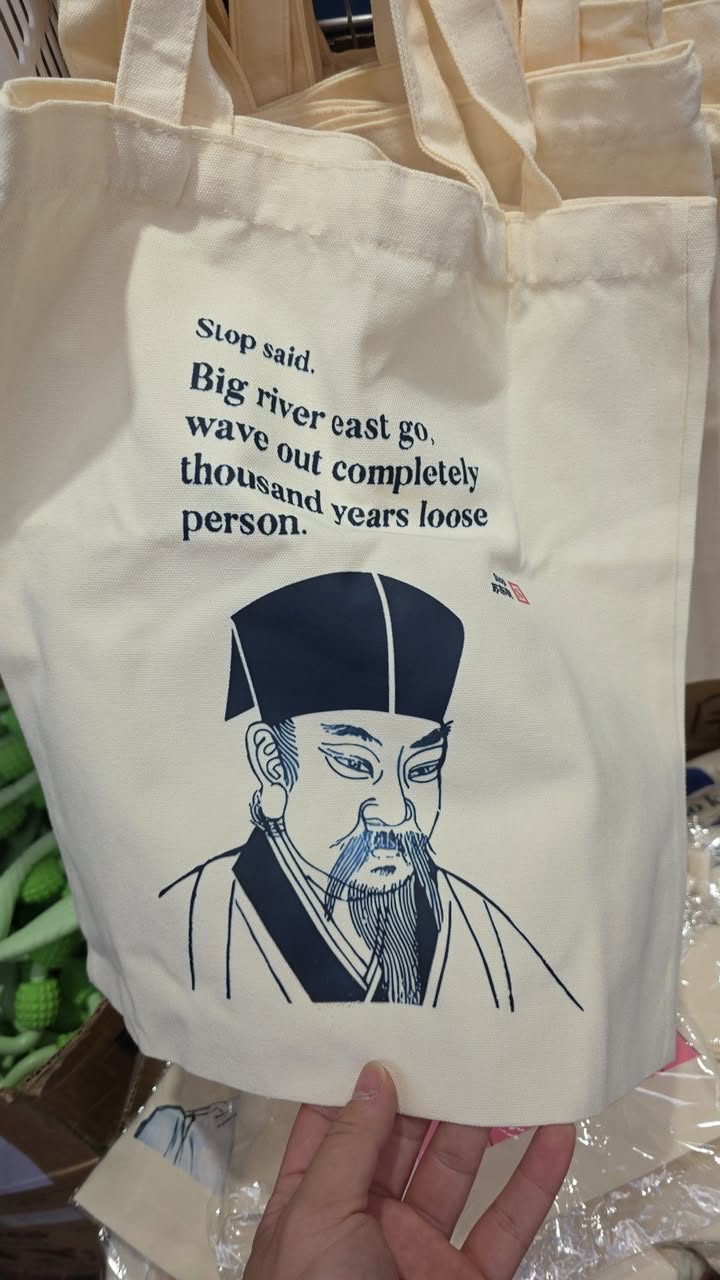 Stop said.
Big river east go,
wave out completely
thousand years loose
person.